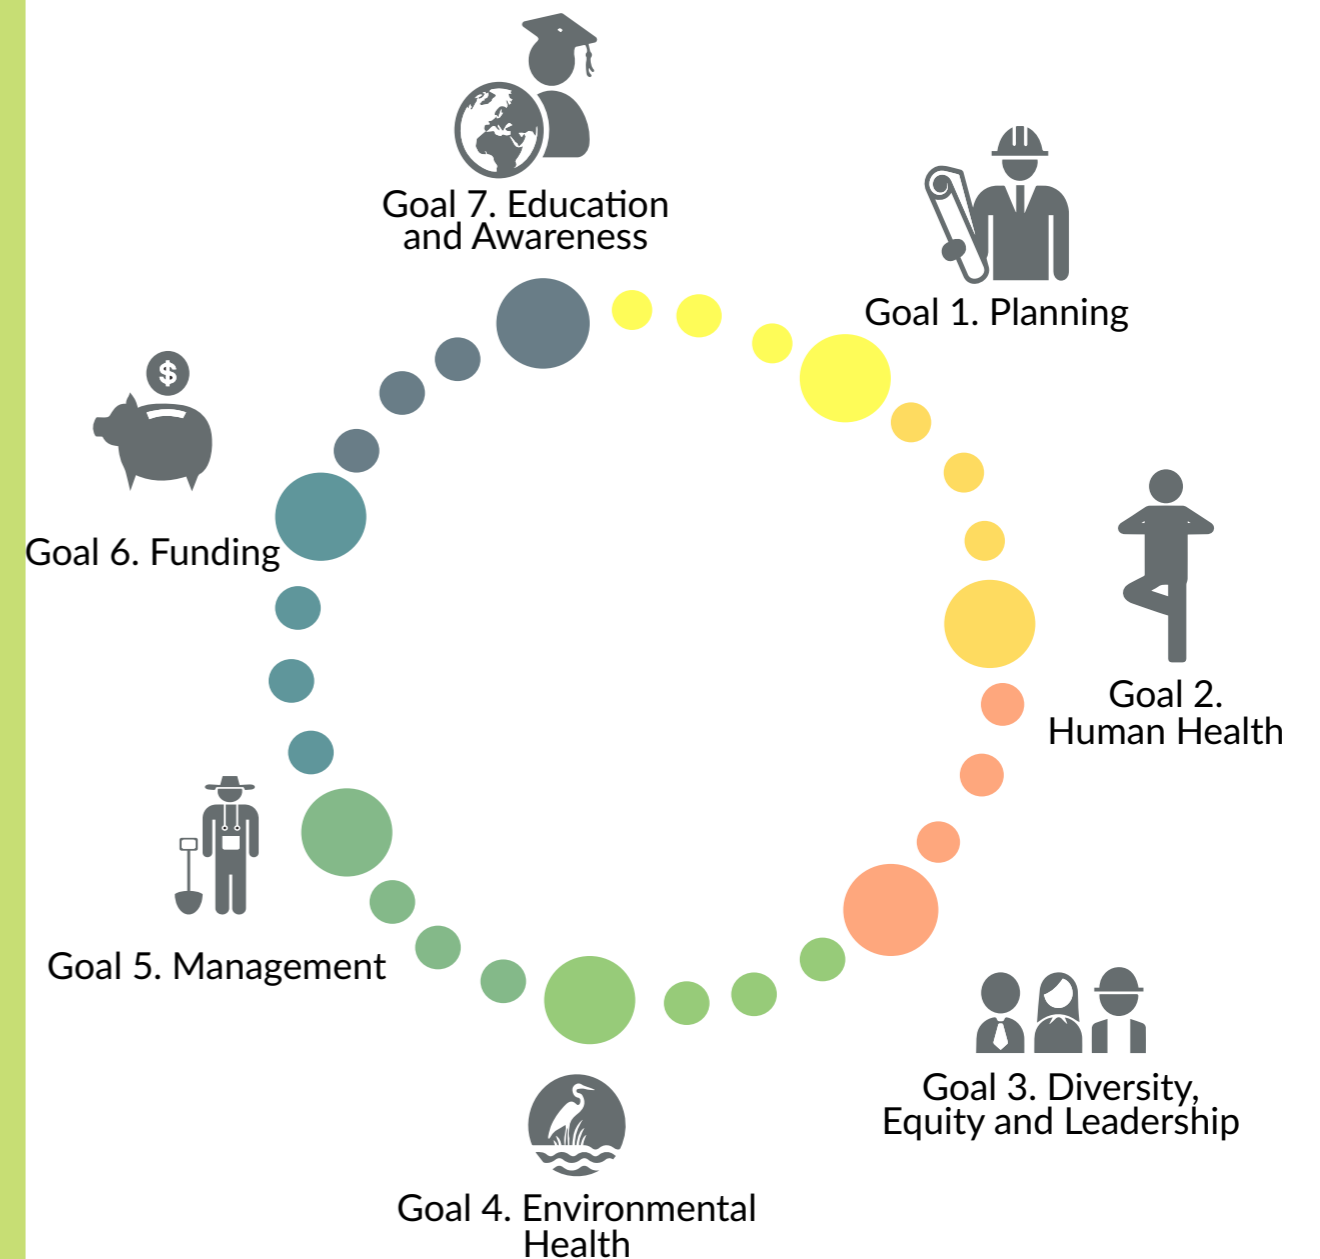 Goal 7. Education
and Awareness
Goal 1. Planning
$
Goal 6. Funding
Goal 2.
Human Health
Goal 5. Management
Goal 3. Diversity,
Equity and Leadership
Goal 4. Environmental
Health